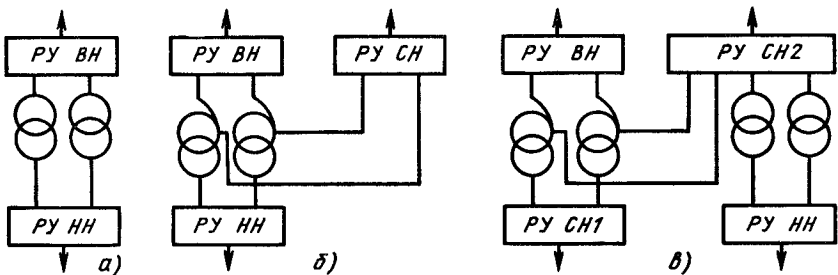 РУ ВН
РУ НН
а)
РУ ВН
РУ СН
РУ НН
б)
РУ ВН
РУ СН2
РУ СН1
РУ НН
в)